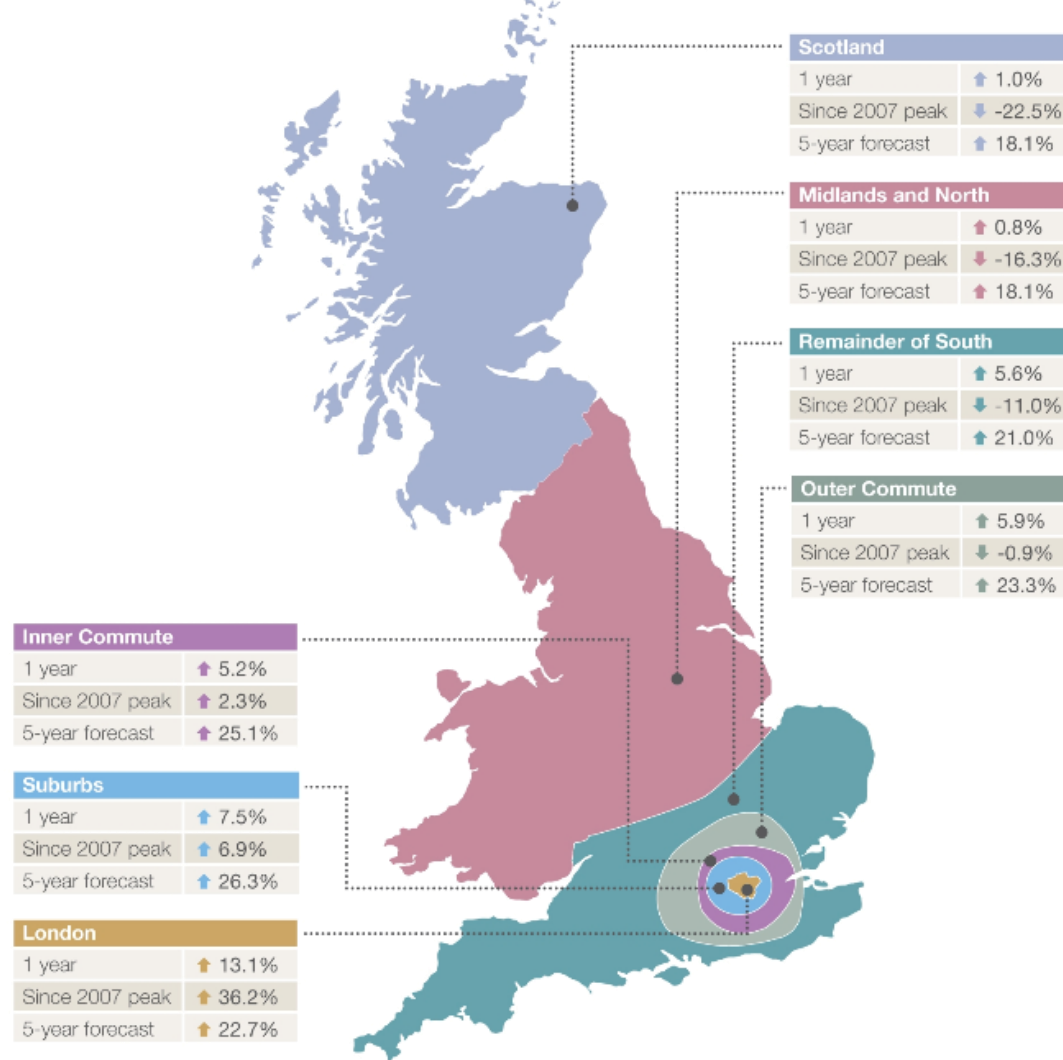 Scotland
1 year 1.0%
Since 2007 peak -22.5%
5-year forecast 18.1%
Midlands and North
1 year 0.8%
Since 2007 peak -16.3%
5-year forecast 18.1%
Remainder of South
1 year 5.6%
Since 2007 peak -11.0%
5-year forecast 21.0%
Outer Commute
1 year 5.9%
Since 2007 peak -0.9%
5-year forecast 23.3%
Inner Commute
1 year 5.2%
Since 2007 peak 2.3%
5-year forecast 25.1%
Suburbs
1 year 7.5%
Since 2007 peak 6.9%
5-year forecast 26.3%
London
1 year 13.1%
Since 2007 peak 36.2%
5-year forecast 22.7%